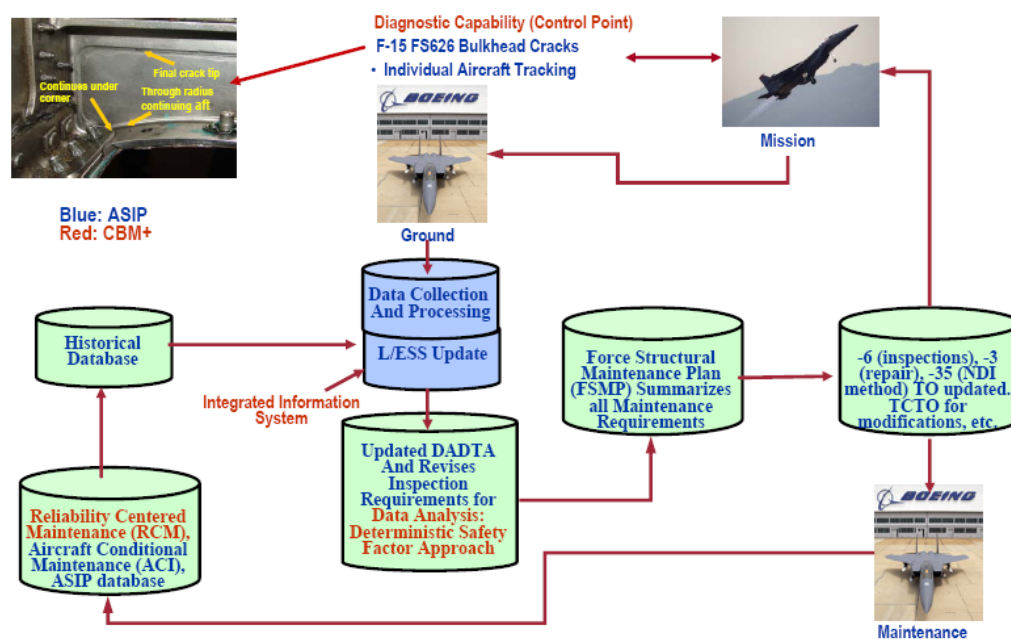 Diagnostic Capability (Control Point)
F-15 FS626 Bulkhead Cracks
• Individual Aircraft Tracking
Final crack tip
Continues under
corner
Through radius
continuing aft
BOEING
Mission
Blue: ASIP
Red: CBM+
Ground
Data Collection
And Processing
L/ESS Update
Historical
Database
Integrated Information
System
Force Structural
Maintenance Plan
(FSMP) Summarizes
all Maintenance
Requirements
-6 (inspections), -3
(repair), -35 (NDI
method) TO updated.
TCTO for
modifications, etc.
Updated DADTA
And Revises
Inspection
Requirements for
Data Analysis:
Deterministic Safety
Factor Approach
Reliability Centered
Maintenance (RCM),
Aircraft Conditional
Maintenance (ACI),
ASIP database
BOEING
Maintenance